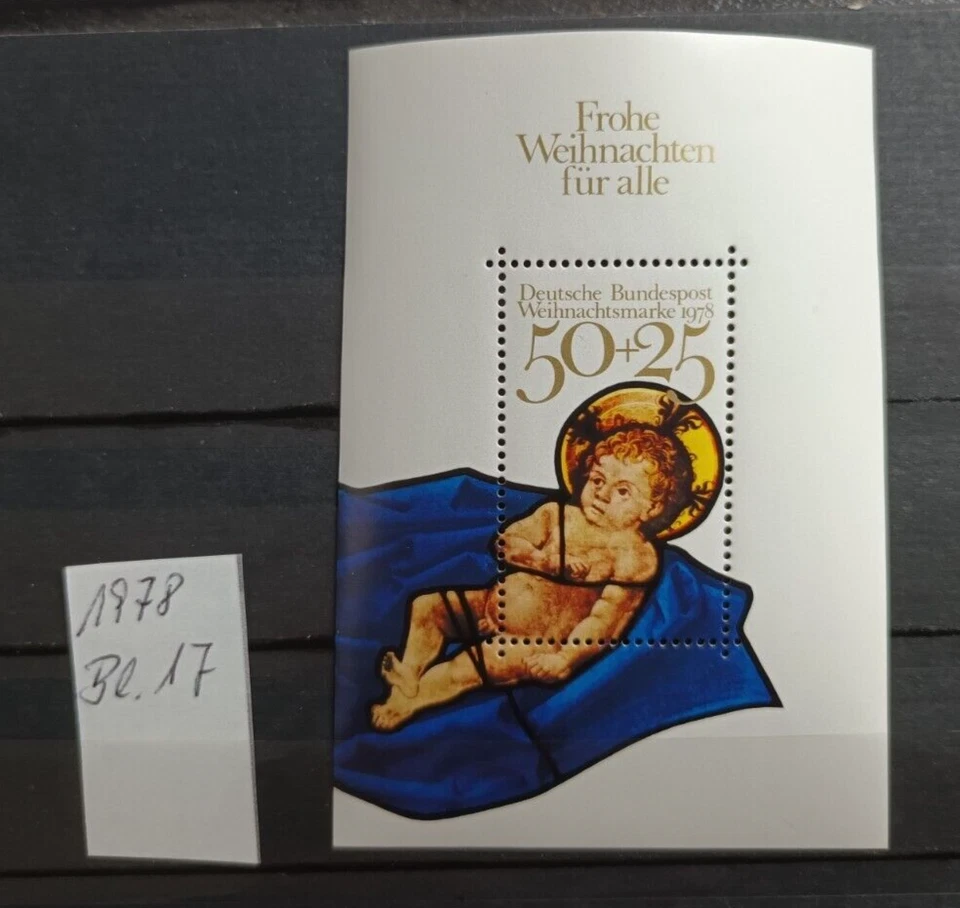 Frohe
Weihnachten
für alle
Deutsche Bundespost
Weihnachtsmarke 1978
50+25
1978
Bl. 17